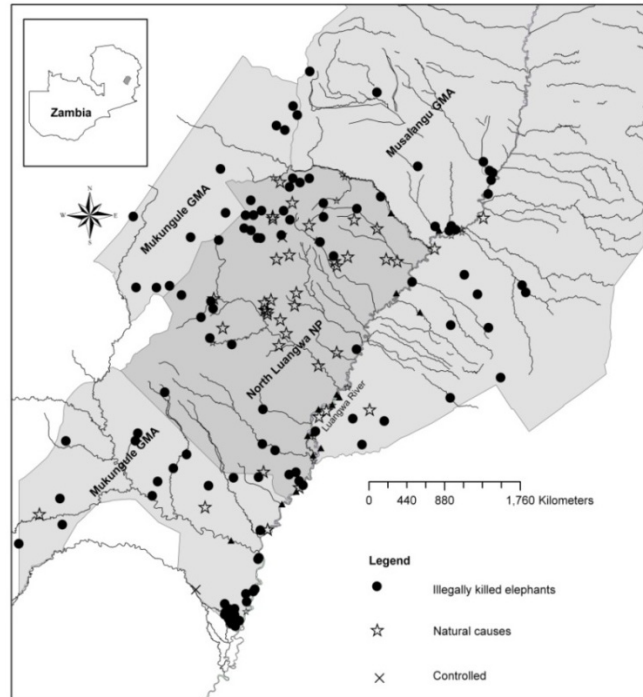 Zambia
N
W E
S
Musalangu GMA
Mukungule GMA
North Luangwa NP
Luangwa River
Mukungule GMA
0 440 880 1,760 Kilometers
Legend
Illegally killed elephants
Natural causes
Controlled